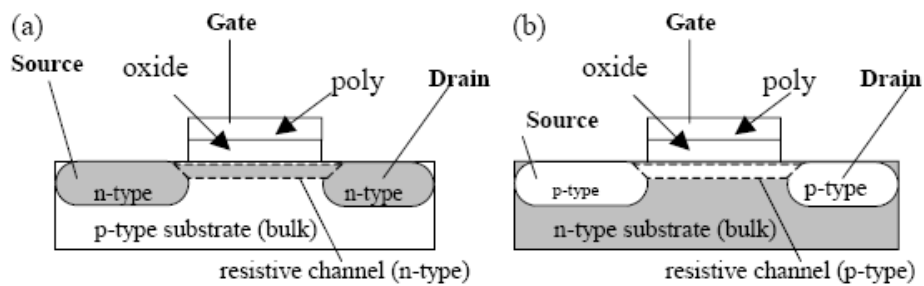 (a)
Gate
Source
oxide
poly
Drain
n-type
n-type
p-type substrate (bulk)
resistive channel (n-type)
(b)
Gate
oxide
poly
Drain
Source
p-type
p-type
n-type substrate (bulk)
resistive channel (p-type)